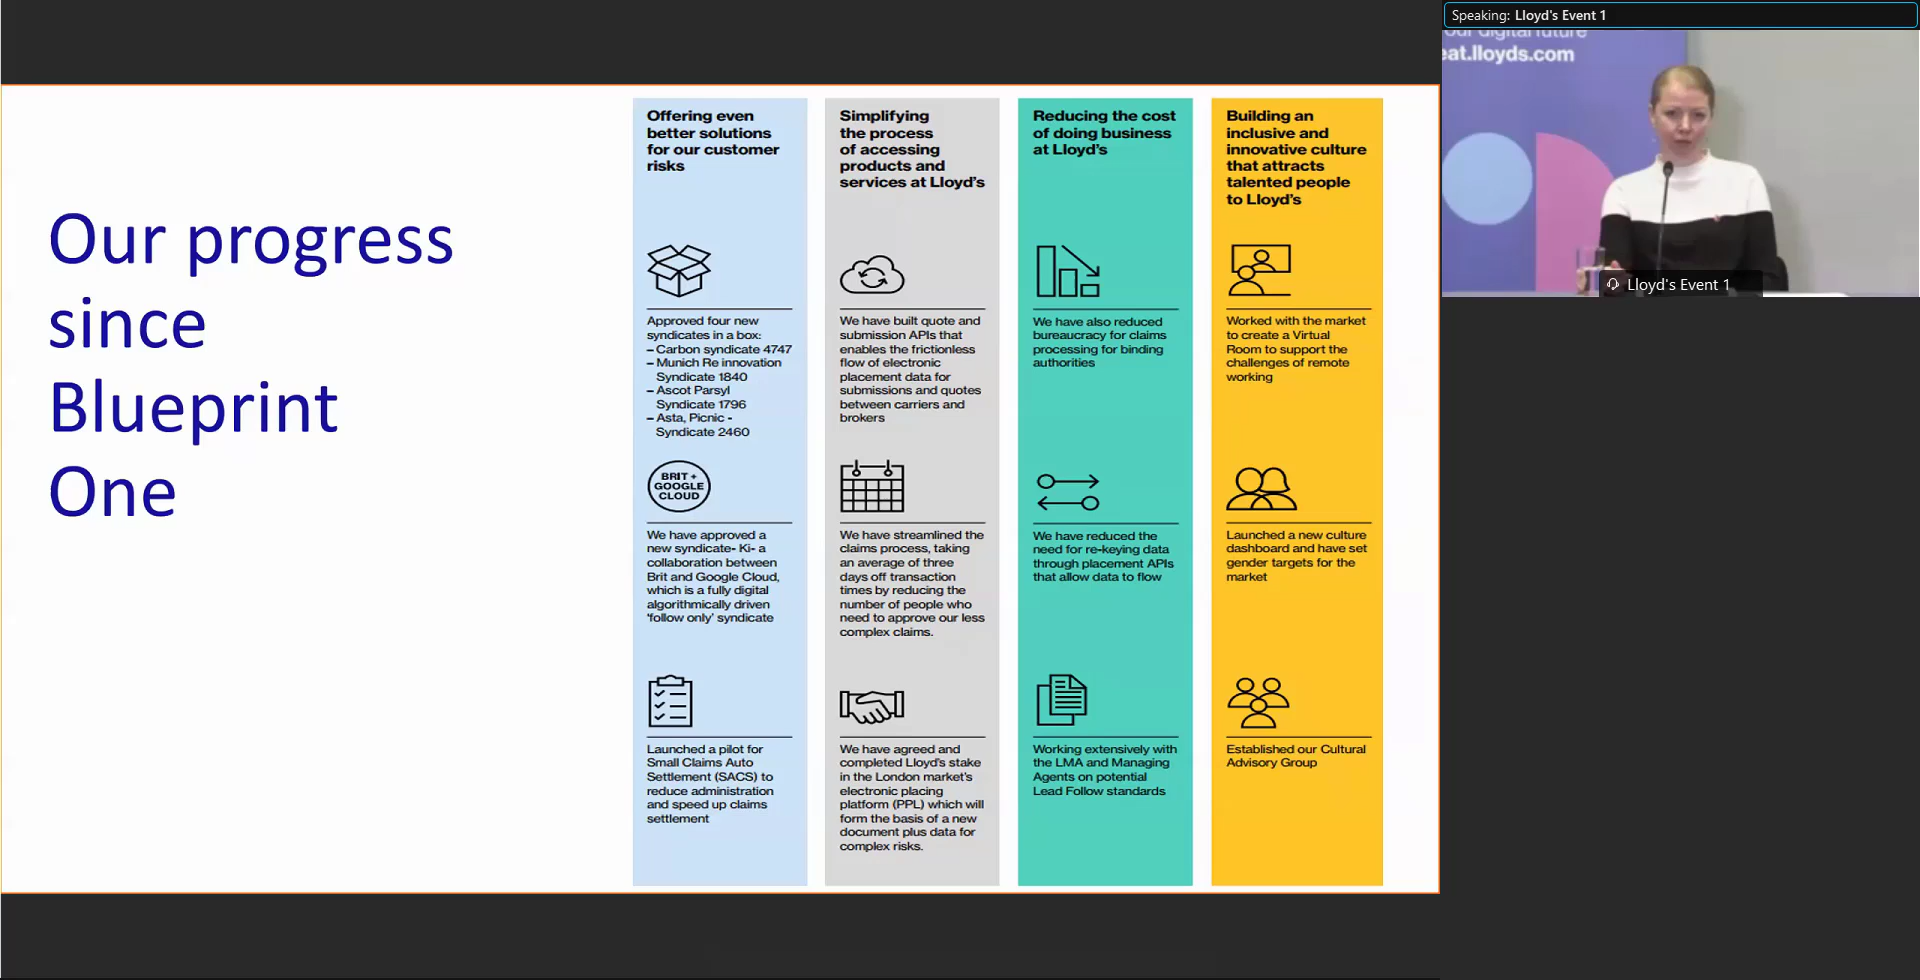 Our progress
since
Blueprint
One
Offering even
better solutions
for our customer
risks
Approved four new
syndicates in a box:
– Carbon syndicate 4747
– Munich Re innovation
Syndicate 1840
– Ascot Parsyl
Syndicate 1796
– Asta, Picnic -
Syndicate 2460
BRIT +
GOOGLE
CLOUD
We have approved a
new syndicate- Ki- a
collaboration between
Brit and Google Cloud,
which is a fully digital
algorithmically driven
‘follow only’ syndicate
Launched a pilot for
Small Claims Auto
Settlement (SACS) to
reduce administration
and speed up claims
settlement
Simplifying
the process
of accessing
products and
services at Lloyd’s
We have built quote and
submission APIs that
enables the frictionless
flow of electronic
placement data for
submissions and quotes
between carriers and
brokers
We have streamlined the
claims process, taking
an average of three
days off transaction
times by reducing the
number of people who
need to approve our less
complex claims.
We have agreed and
completed Lloyd’s stake
in the London market’s
electronic placing
platform (PPL) which will
form the basis of a new
document plus data for
complex risks.
Reducing the cost
of doing business
at Lloyd’s
We have also reduced
bureaucracy for claims
processing for binding
authorities
We have reduced the
need for re-keying data
through placement APIs
that allow data to flow
Working extensively with
the LMA and Managing
Agents on potential
Lead Follow standards
Building an
inclusive and
innovative culture
that attracts
talented people
to Lloyd’s
Worked with the market
to create a Virtual
Room to support the
challenges of remote
working
Launched a new culture
dashboard and have set
gender targets for the
market
Established our Cultural
Advisory Group
Speaking: Lloyd's Event 1
our digital future
eat.lloyds.com
Lloyd's Event 1